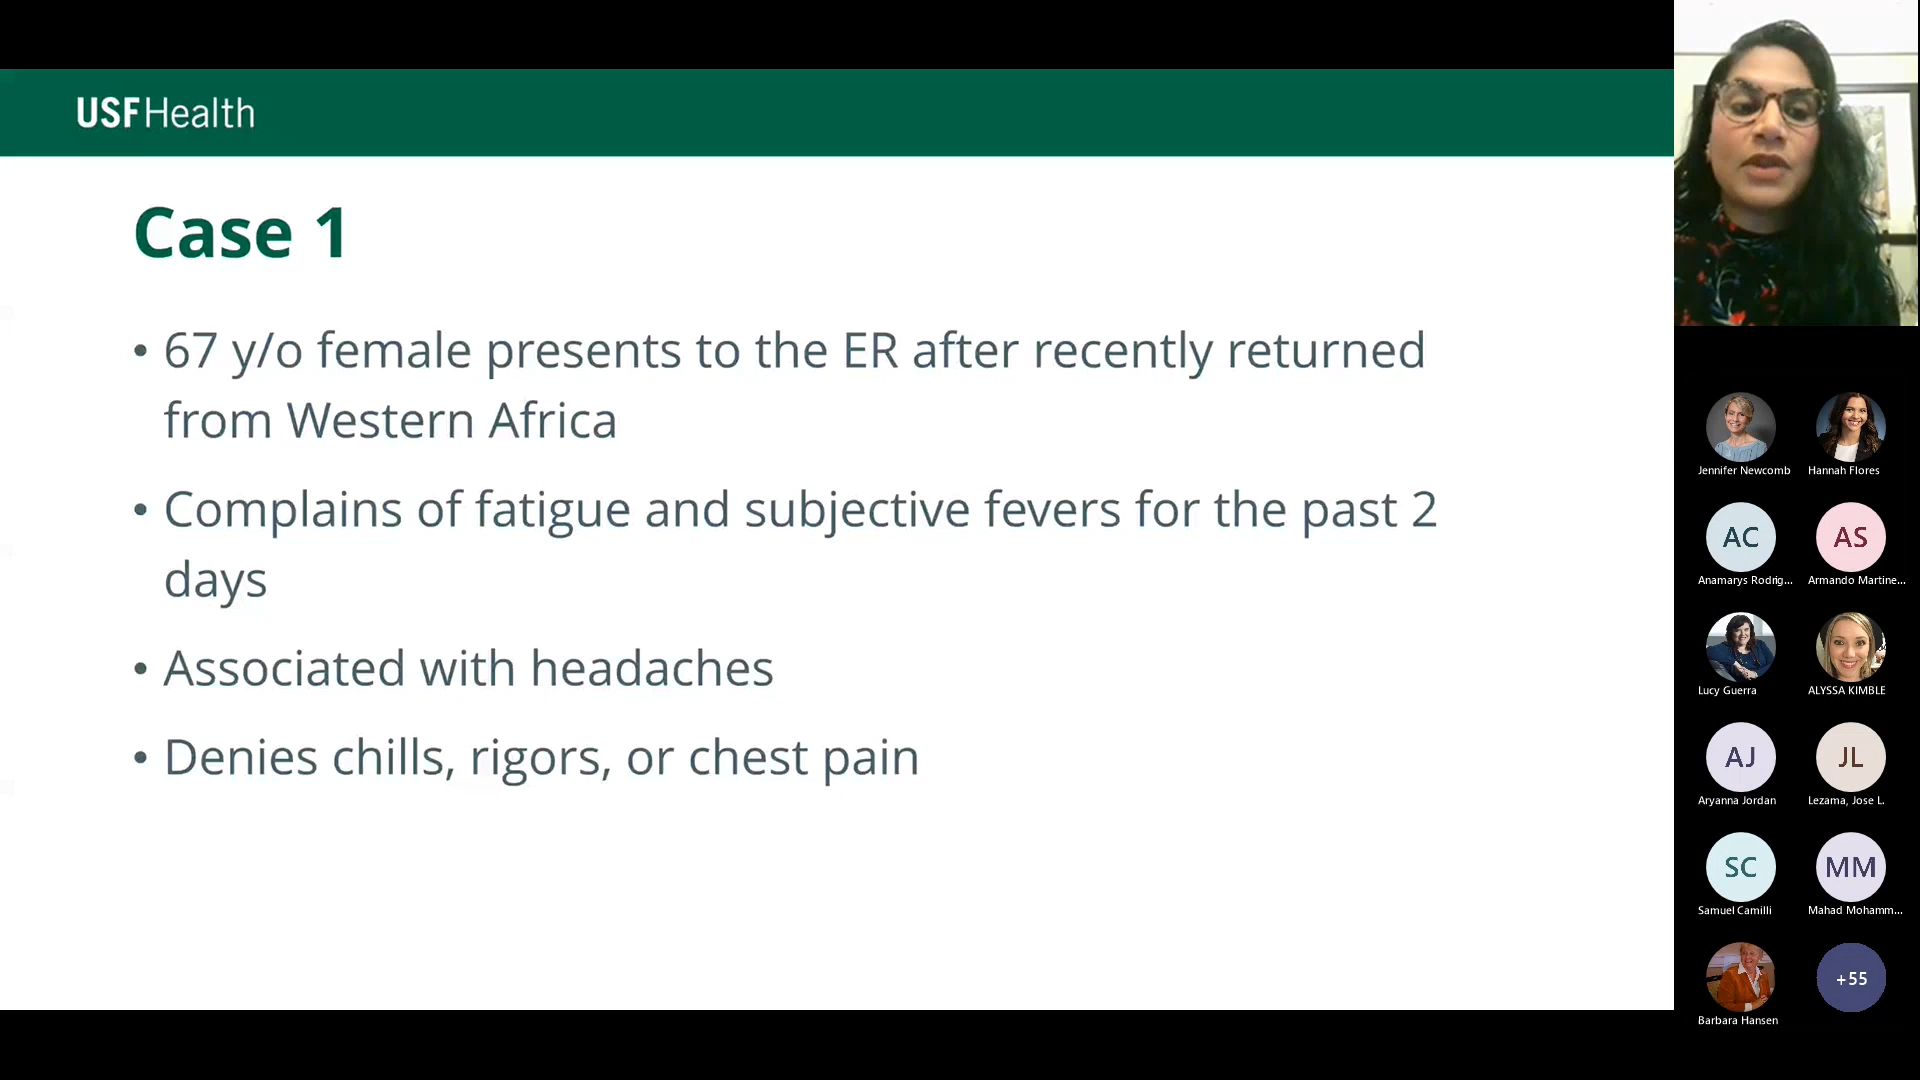 USFHealth
Case 1
• 67 y/o female presents to the ER after recently returned
from Western Africa
• Complains of fatigue and subjective fevers for the past 2
days
• Associated with headaches
• Denies chills, rigors, or chest pain
Jennifer Newcomb
Hannah Flores
AC
AS
Anamarys Rodrig...
Armando Martine...
Lucy Guerra
ALYSSA KIMBLE
AJ
JL
Aryanna Jordan
Lezama, Jose L.
SC
MM
Samuel Camilli
Mahad Mohamm...
+55
Barbara Hansen